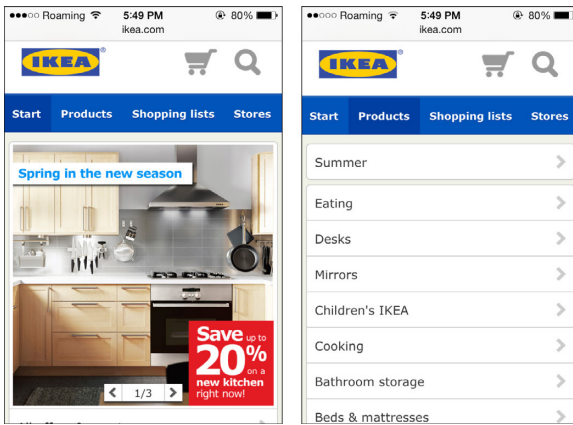 ●●●○○ Roaming 5:49 PM 80%
ikea.com
IKEA®
Start Products Shopping lists Stores
Spring in the new season
Save up to
20%
on a
new kitchen
right now!
1/3
●●○○○ Roaming 5:49 PM 80%
ikea.com
IKEA®
Start Products Shopping lists Stores
Summer
Eating
Desks
Mirrors
Children's IKEA
Cooking
Bathroom storage
Beds & mattresses